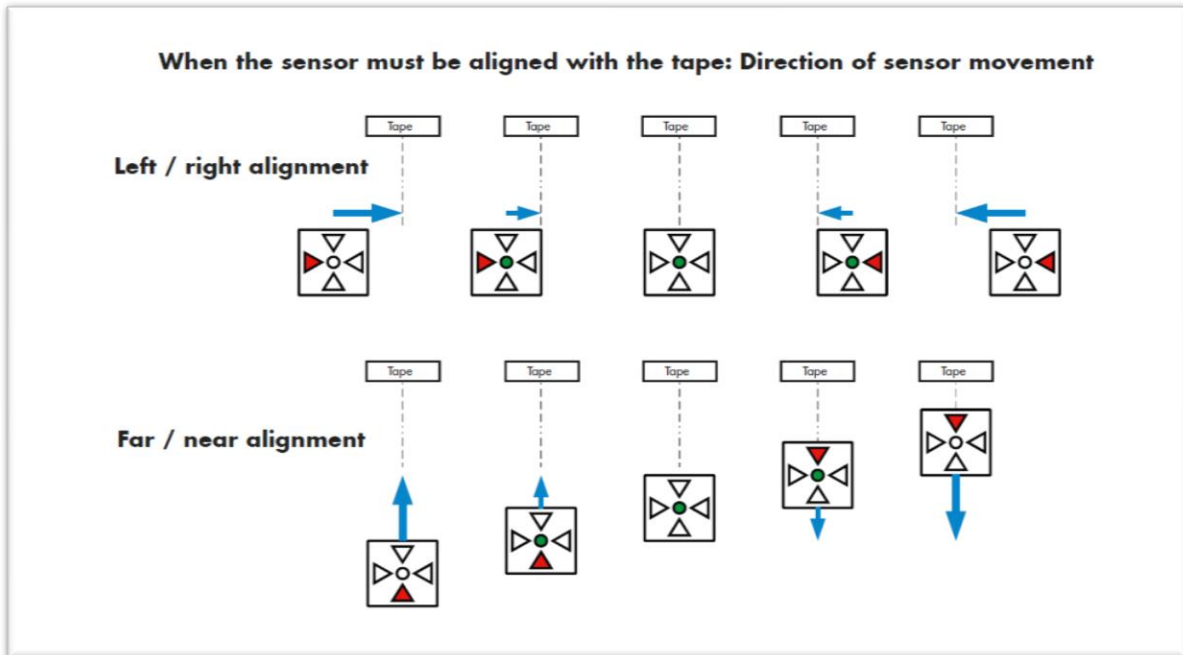 When the sensor must be aligned with the tape: Direction of sensor movement
Tape Tape Tape Tape Tape
Left / right alignment
Tape Tape Tape Tape Tape
Far / near alignment